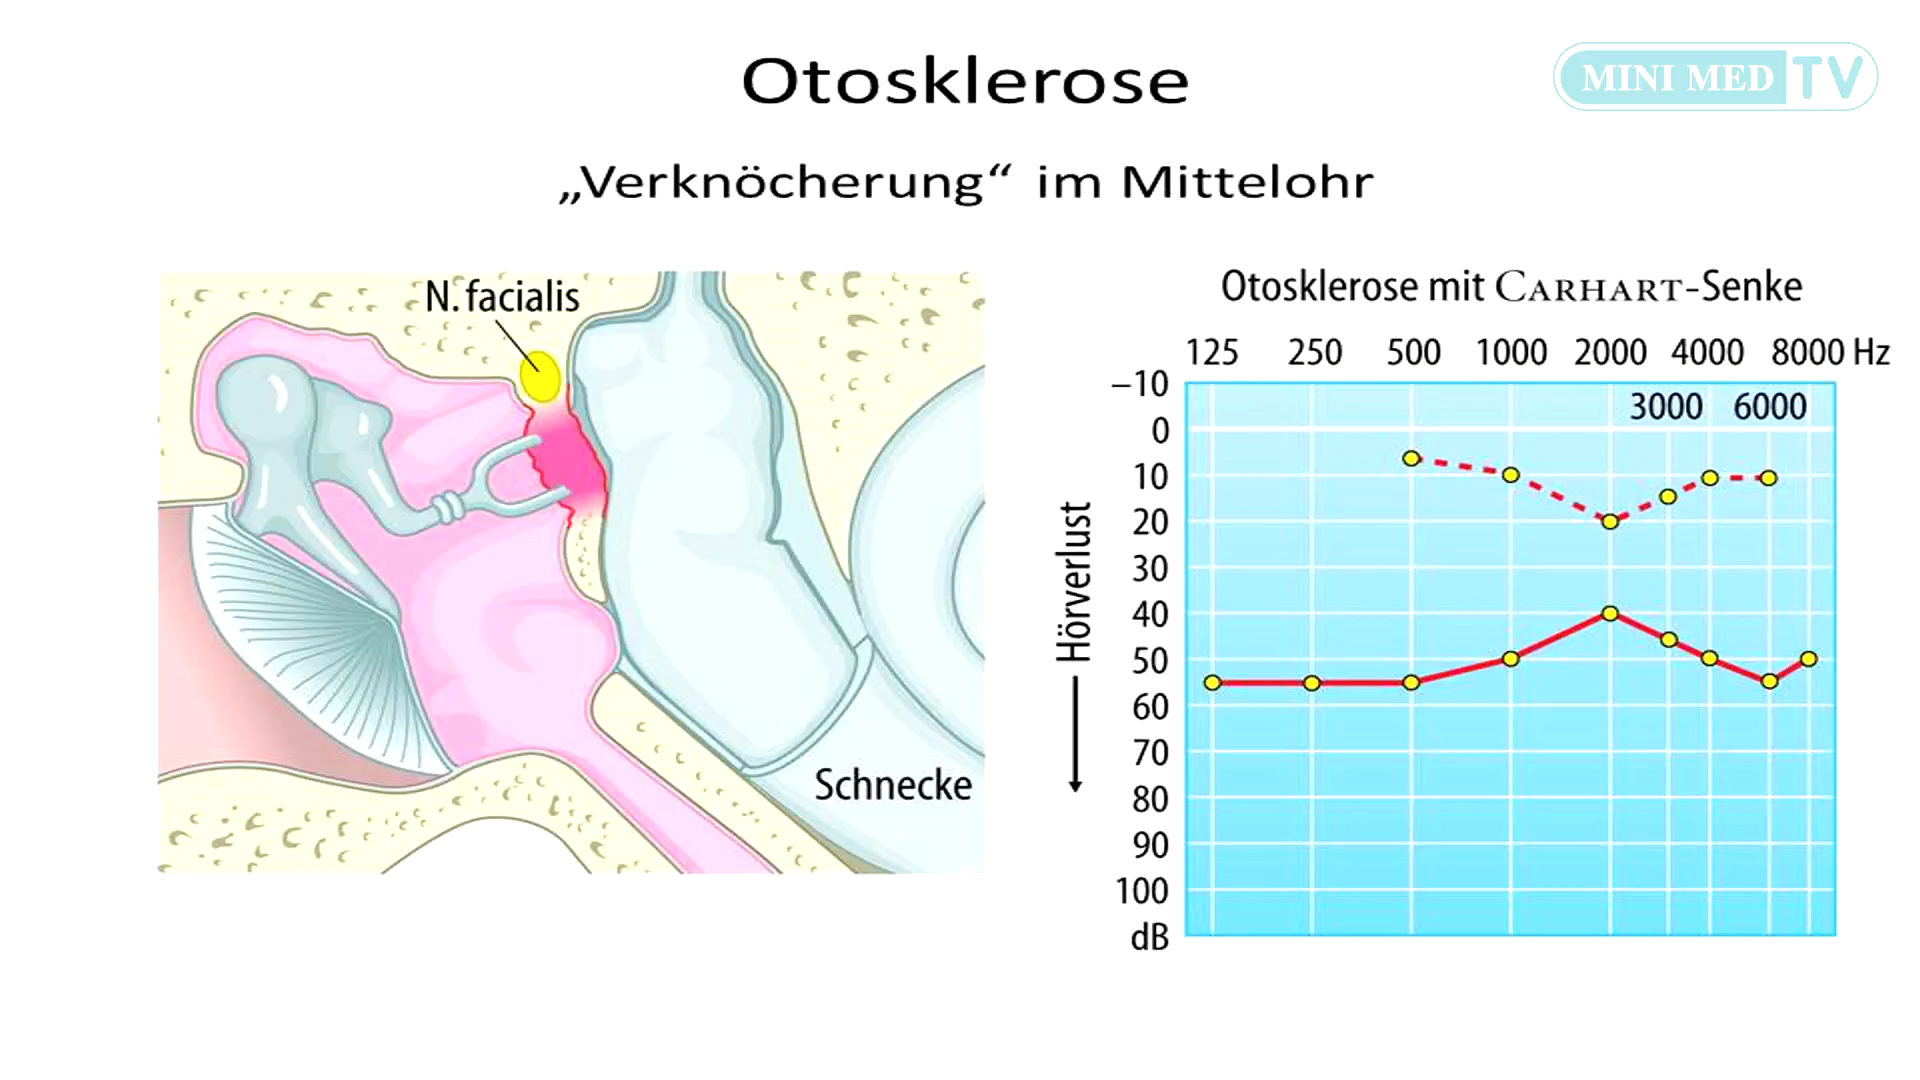 Otosklerose
MINI MED TV
„Verknöcherung“ im Mittelohr
N. facialis
Schnecke
Otosklerose mit CARHART-Senke
125 250 500 1000 2000 4000 8000 Hz
3000 6000
–10
0
10
20
30
40
50
60
70
80
90
100
dB
Hörverlust